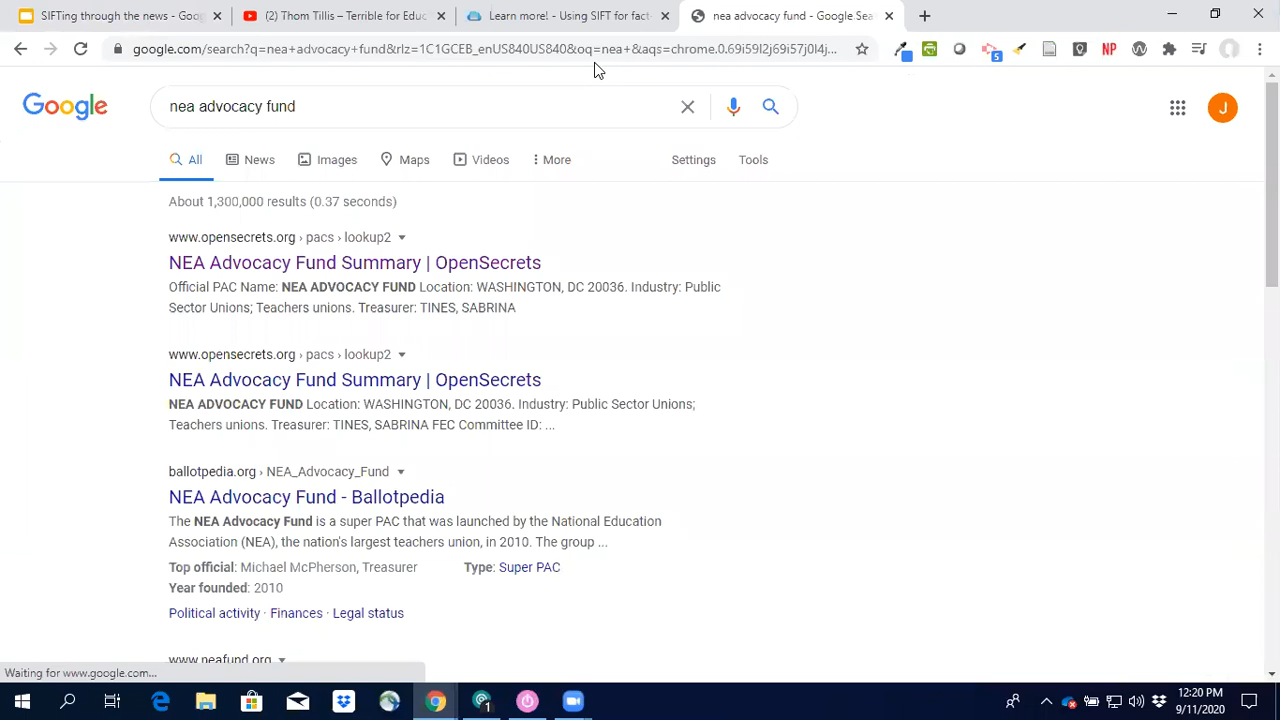 SIFTing through the news - Goog
(2) Thom Tillis – Terrible for Educ
Learn more! - Using SIFT for fact-
nea advocacy fund - Google Sear
google.com/search?q=nea+advocacy+fund&rlz=1C1GCEB_enUS840US840&oq=nea+&aqs=chrome.0.69i59l2j69i57j0l4j...
5
NP
Google
nea advocacy fund
J
All
News
Images
Maps
Videos
More
Settings
Tools
About 1,300,000 results (0.37 seconds)
www.opensecrets.org › pacs › lookup2
NEA Advocacy Fund Summary | OpenSecrets
Official PAC Name: NEA ADVOCACY FUND Location: WASHINGTON, DC 20036. Industry: Public
Sector Unions; Teachers unions. Treasurer: TINES, SABRINA
www.opensecrets.org › pacs › lookup2
NEA Advocacy Fund Summary | OpenSecrets
NEA ADVOCACY FUND Location: WASHINGTON, DC 20036. Industry: Public Sector Unions;
Teachers unions. Treasurer: TINES, SABRINA FEC Committee ID: ...
ballotpedia.org › NEA_Advocacy_Fund
NEA Advocacy Fund - Ballotpedia
The NEA Advocacy Fund is a super PAC that was launched by the National Education
Association (NEA), the nation's largest teachers union, in 2010. The group ...
Top official: Michael McPherson, Treasurer Type: Super PAC
Year founded: 2010
Political activity · Finances · Legal status
www.neafund.org
Waiting for www.google.com...
1
12:20 PM
9/11/2020